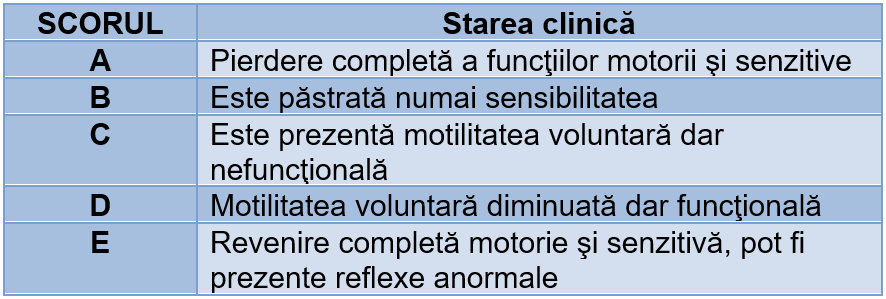 SCORUL Starea clinică
A Pierdere completă a funcţiilor motorii şi senzitive
B Este păstrată numai sensibilitatea
C Este prezentă motilitatea voluntară dar
nefuncţională
D Motilitatea voluntară diminuată dar funcţională
E Revenire completă motorie şi senzitivă, pot fi
prezente reflexe anormale